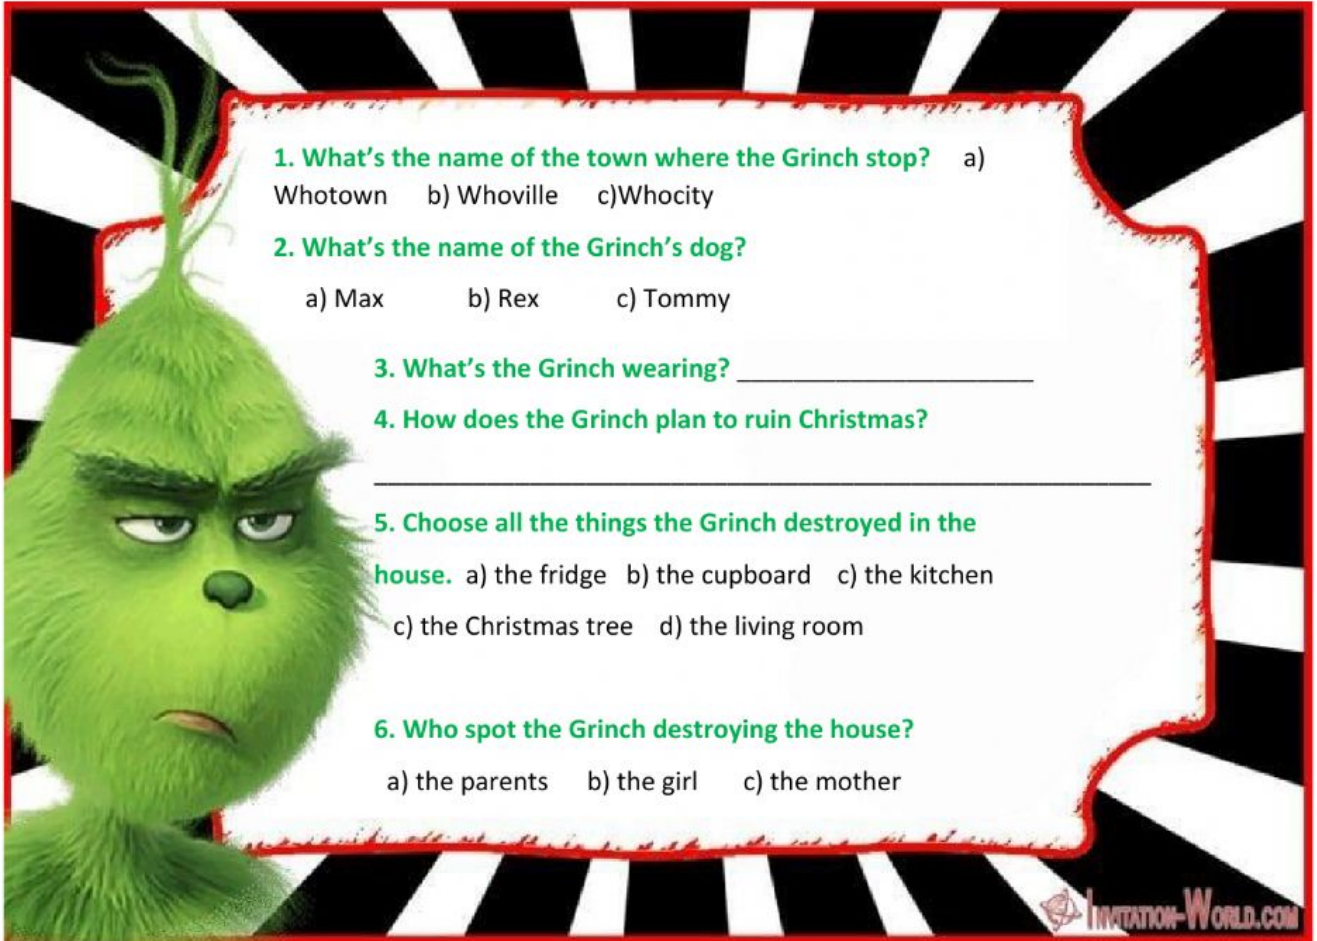 1. What’s the name of the town where the Grinch stop? a)
Whotown b) Whoville c)Whocity
2. What’s the name of the Grinch’s dog?
a) Max b) Rex c) Tommy
3. What’s the Grinch wearing? _____________________
4. How does the Grinch plan to ruin Christmas?
_______________________________________________________
5. Choose all the things the Grinch destroyed in the
house. a) the fridge b) the cupboard c) the kitchen
c) the Christmas tree d) the living room
6. Who spot the Grinch destroying the house?
a) the parents b) the girl c) the mother
INVITATION-WORLD.COM